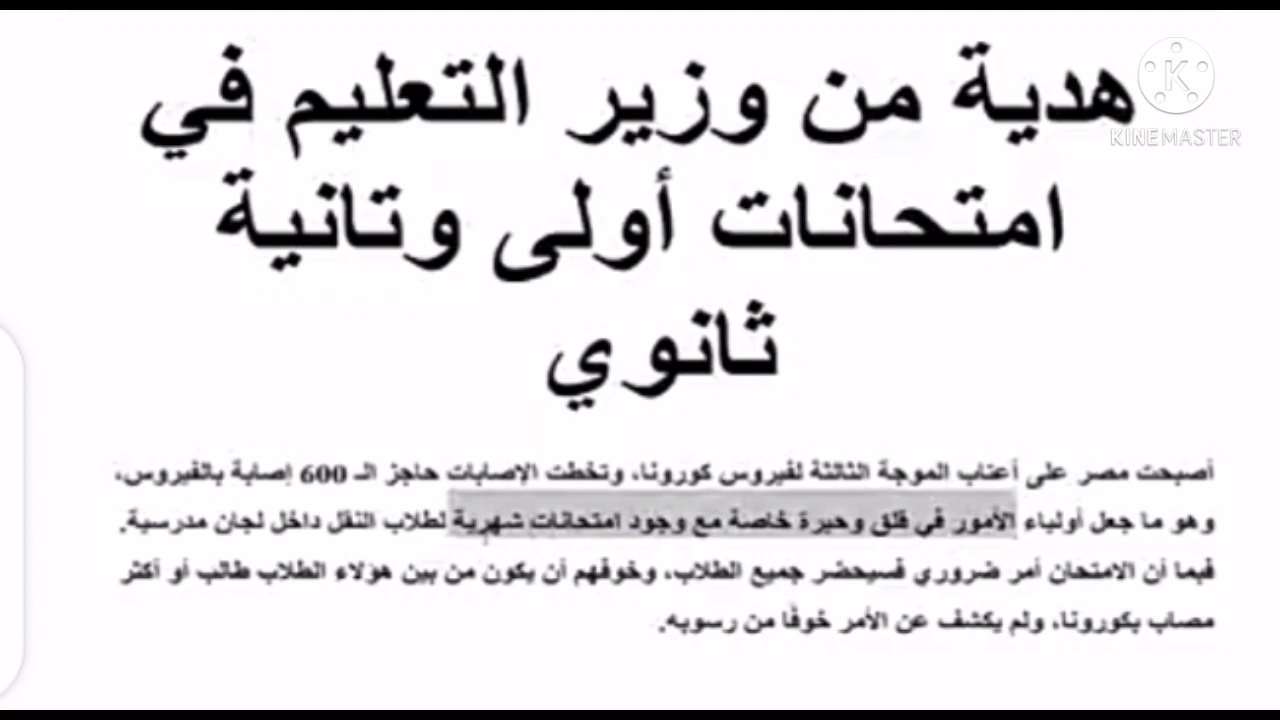 هدية من وزير التعليم في
امتحانات أولى وتانية
ثانوي
KINEMASTER
أصبحت مصر على أعتاب الموجة الثالثة لفيروس كورونا، وتخطت الإصابات حاجز الـ 600 إصابة بالفيروس،
وهو ما جعل أولياء الأمور في قلق وحيرة خاصة مع وجود امتحانات شهرية لطلاب النقل داخل لجان مدرسية.
فبما أن الامتحان أمر ضروري فسيحضر جميع الطلاب، وخوفهم أن يكون من بين هؤلاء الطلاب طالب أو أكثر
مصاب بكورونا، ولم يكشف عن الأمر خوفًا من رسوبه.